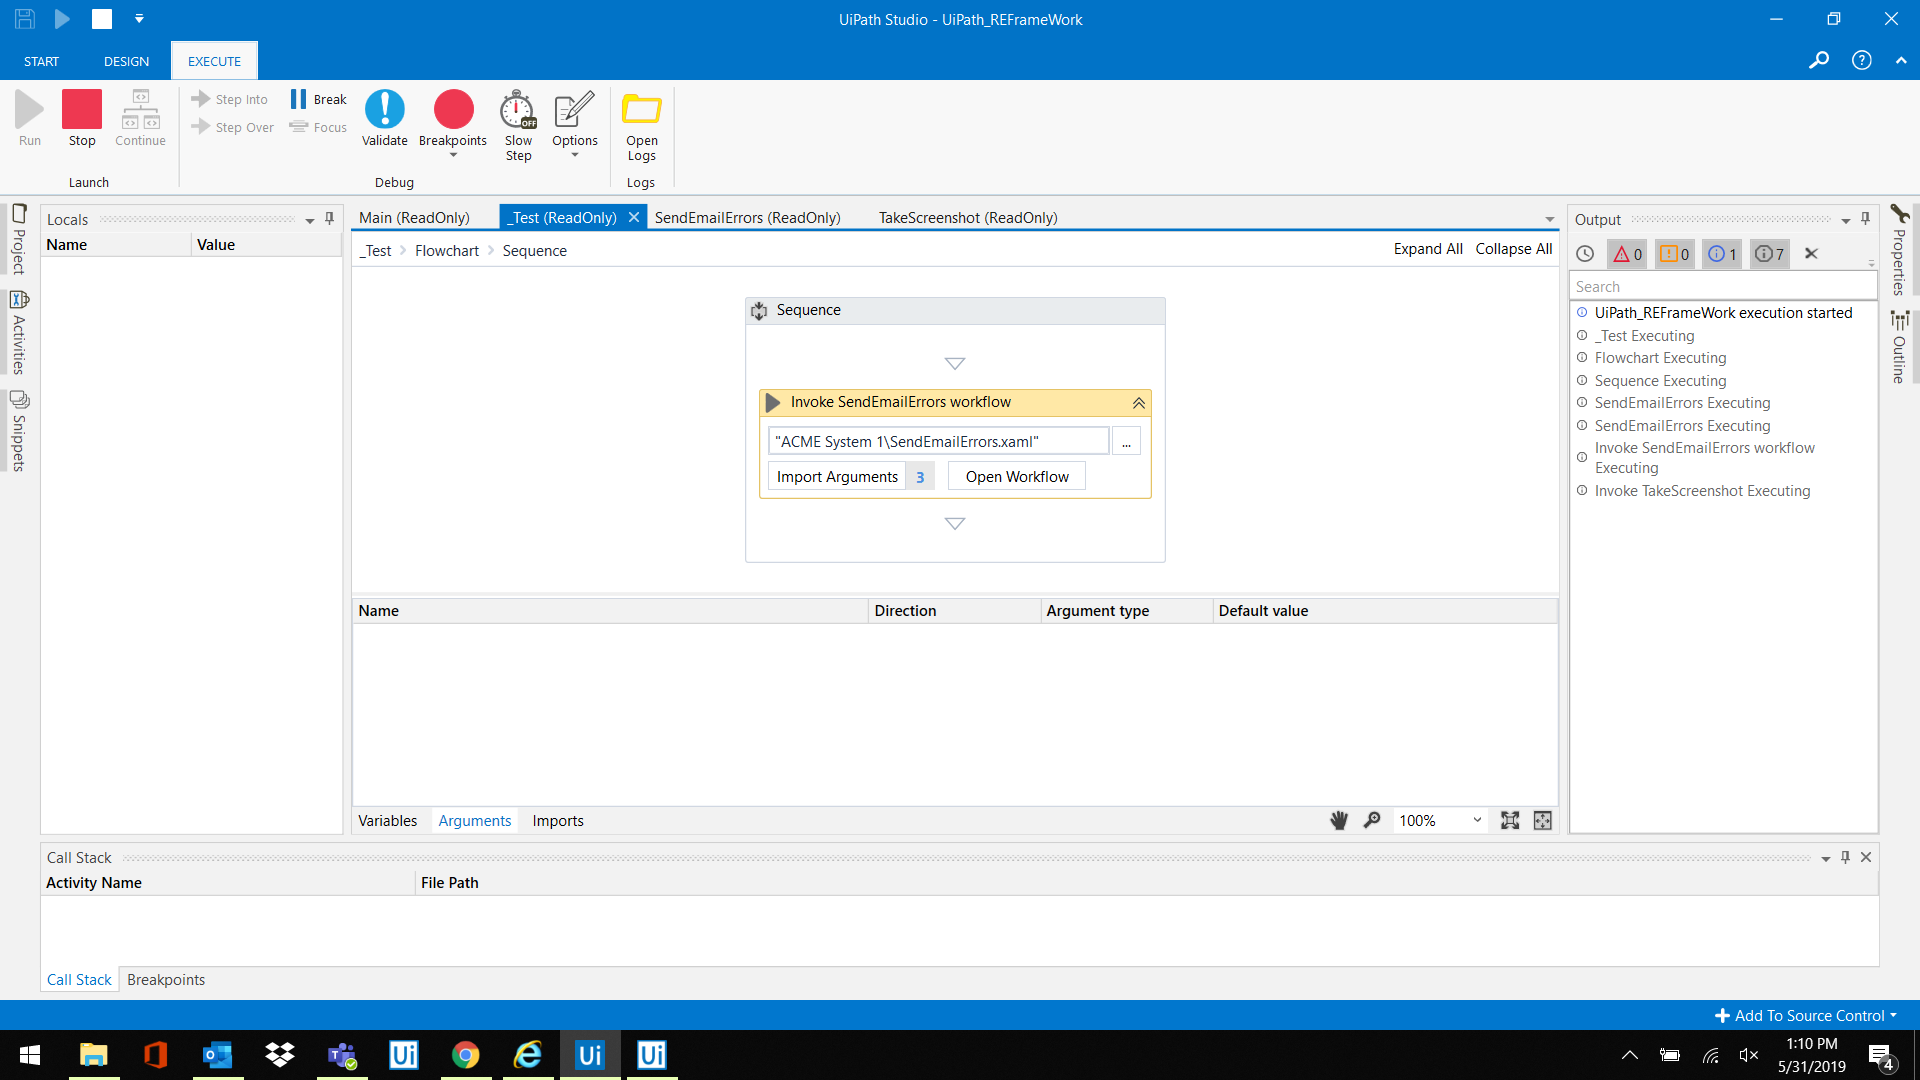 UiPath Studio - UiPath_REFrameWork
START DESIGN EXECUTE
Run Stop Continue
Step Into Break
Step Over Focus
Validate Breakpoints Slow Step OFF Options
Open Logs
Launch Debug Logs
Project
Activities
Snippets
Locals
Name Value
Main (ReadOnly) _Test (ReadOnly) SendEmailErrors (ReadOnly) TakeScreenshot (ReadOnly)
_Test Flowchart Sequence Expand All Collapse All
Sequence
Invoke SendEmailErrors workflow
"ACME System 1\SendEmailErrors.xaml" ...
Import Arguments 3 Open Workflow
Name Direction Argument type Default value
Variables Arguments Imports 100%
Output
0 0 1 7
Search
UiPath_REFrameWork execution started
_Test Executing
Flowchart Executing
Sequence Executing
SendEmailErrors Executing
SendEmailErrors Executing
Invoke SendEmailErrors workflow
Executing
Invoke TakeScreenshot Executing
Properties
Outline
Call Stack
Activity Name File Path
Call Stack Breakpoints
Add To Source Control
Ui Ui Ui
1:10 PM
5/31/2019
4